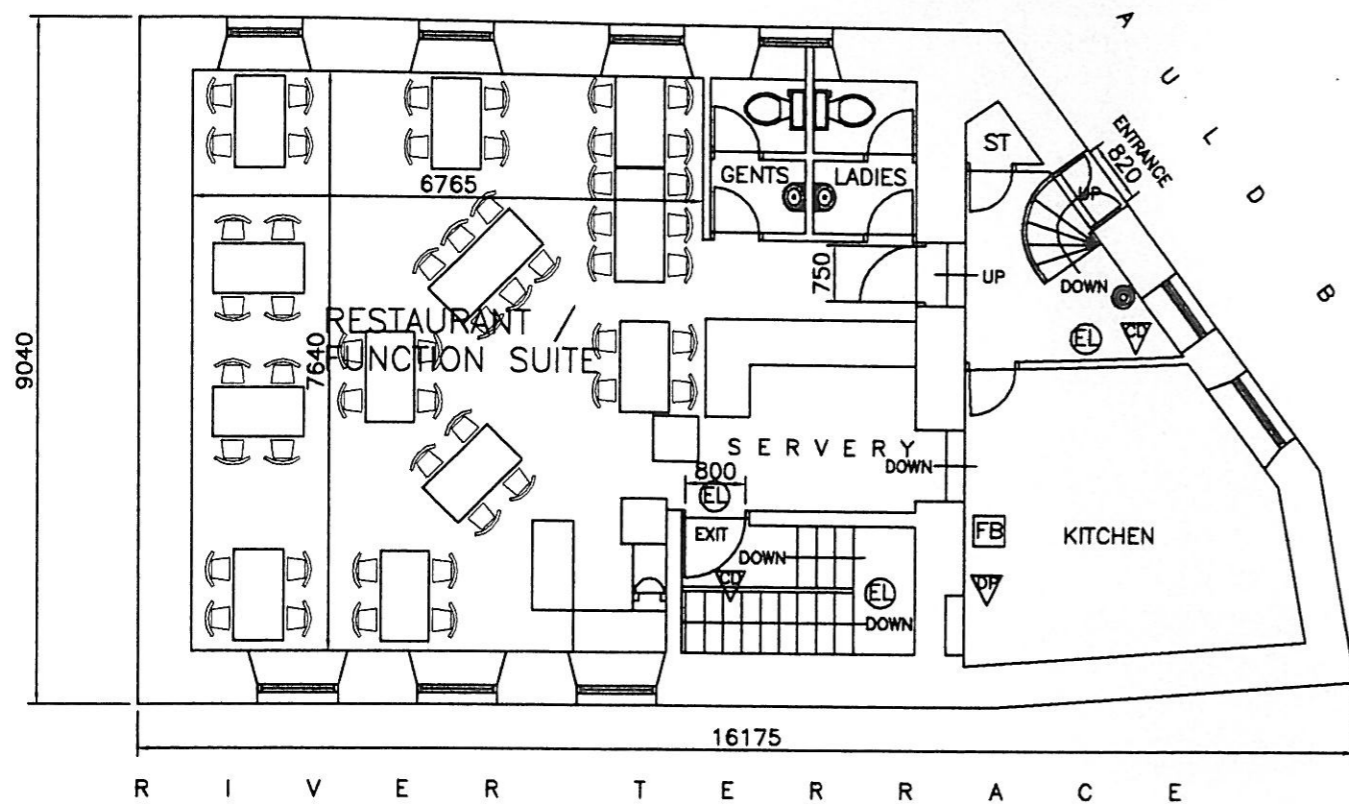 A U L D B
ENTRANCE
820
ST
UP
GENTS
LADIES
6765
750
UP
DOWN
EL
CD
RESTAURANT /
FUNCTION SUITE
7640
9040
SERVERY
DOWN
800
EL
EXIT
DOWN
CD
EL
DOWN
FB
KITCHEN
DP
16175
RIVER TERRACE